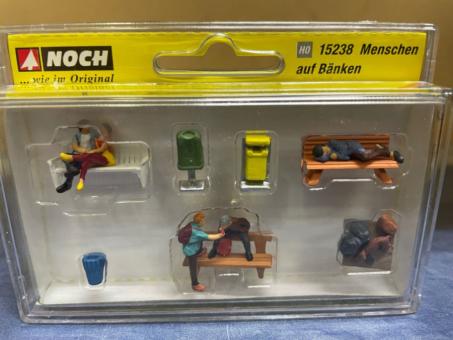 NOCH
...wie im Original
H0 15238 Menschen
auf Bänken